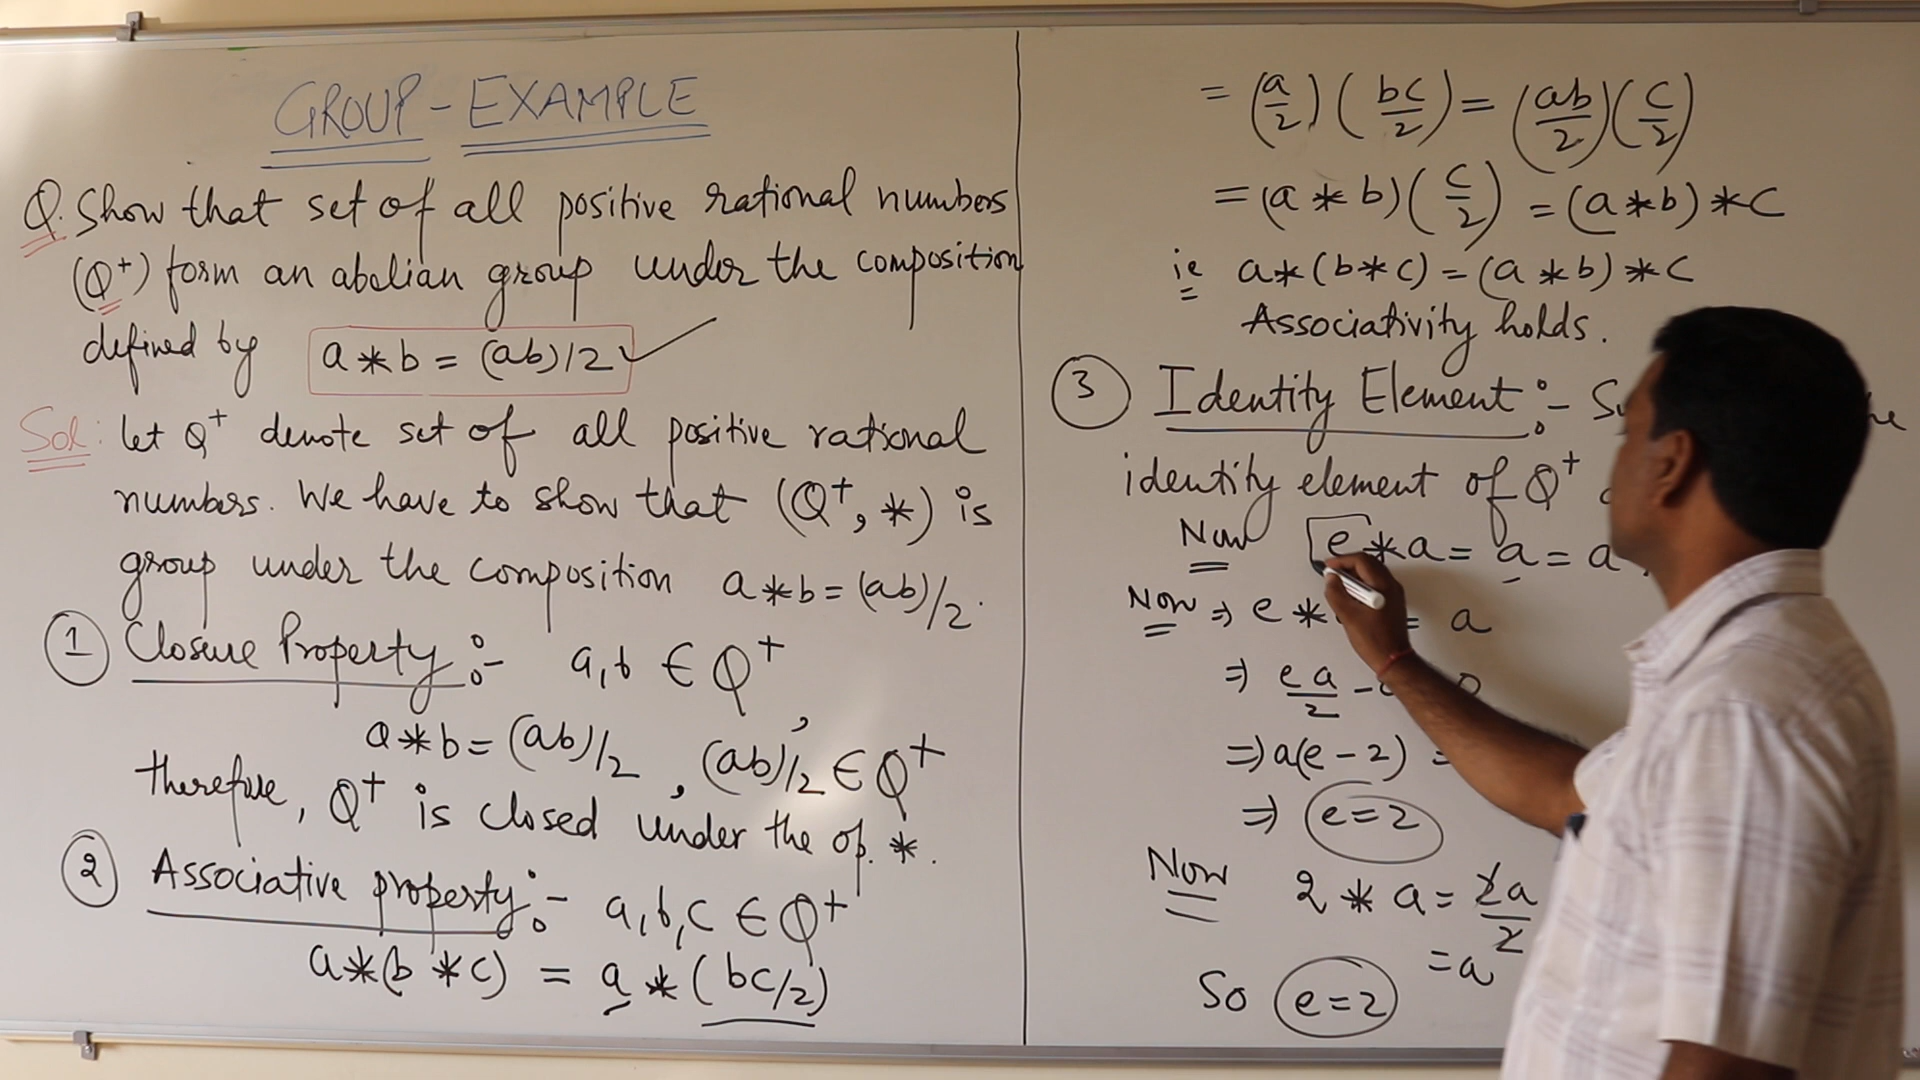 GROUP - EXAMPLE
Q. Show that set of all positive rational numbers
(Q⁺) form an abelian group under the composition
defined by a * b = (ab)/2 ✓
Sol: Let Q⁺ denote set of all positive rational
numbers. We have to show that (Q⁺, *) is
group under the composition a * b = (ab)/2.
① Closure Property :- a, b ∈ Q⁺
a * b = (ab)/2, (ab)/2 ∈ Q⁺
therefore, Q⁺ is closed under the op. *.
② Associative property :- a, b, c ∈ Q⁺
a * (b * c) = a * (bc/2)
= (a/2) (bc/2) = (ab/2) (c/2)
= (a * b) (c/2) = (a * b) * c
ie a * (b * c) = (a * b) * c
Associativity holds.
③ Identity Element :-
identity element of Q⁺
Now e * a = a = a
Now ⇒ e * = a
⇒ ea/2 -
⇒ a(e - 2) =
⇒ e = 2
Now 2 * a = 2a/2
= a
So e = 2